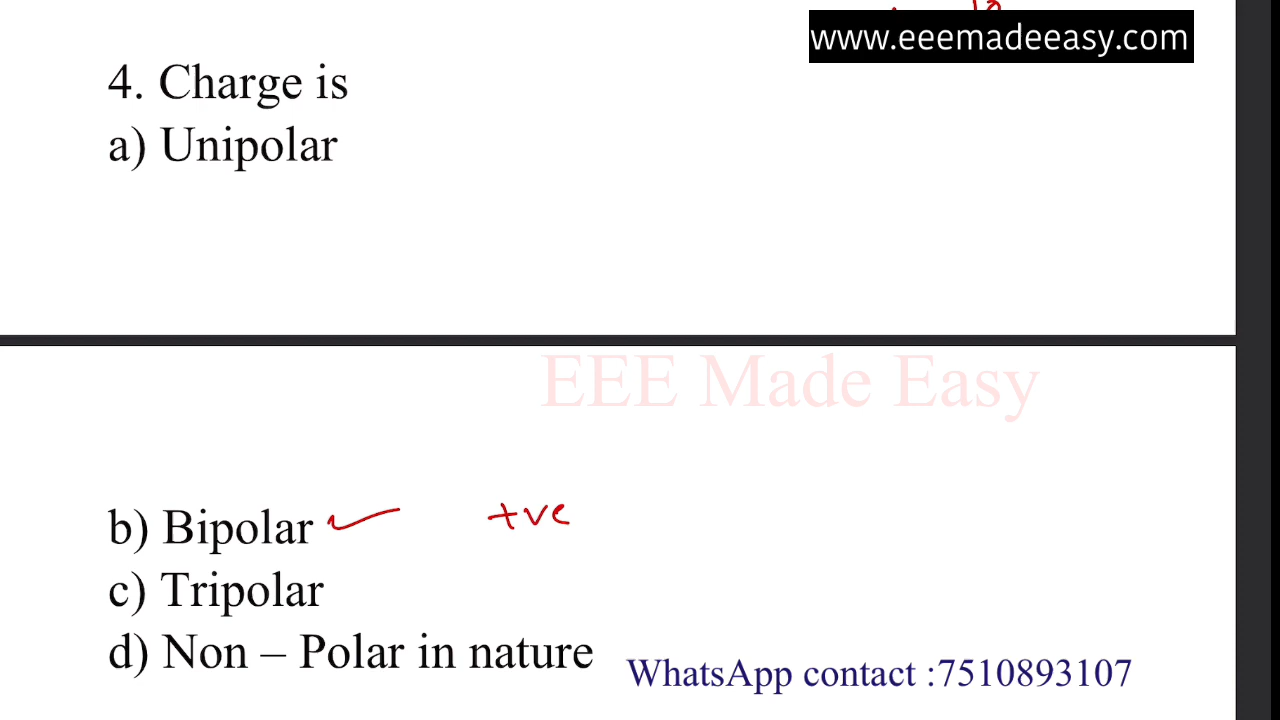 www.eeemadeeasy.com
4. Charge is
a) Unipolar
EEE Made Easy
b) Bipolar +ve
c) Tripolar
d) Non – Polar in nature
WhatsApp contact :7510893107